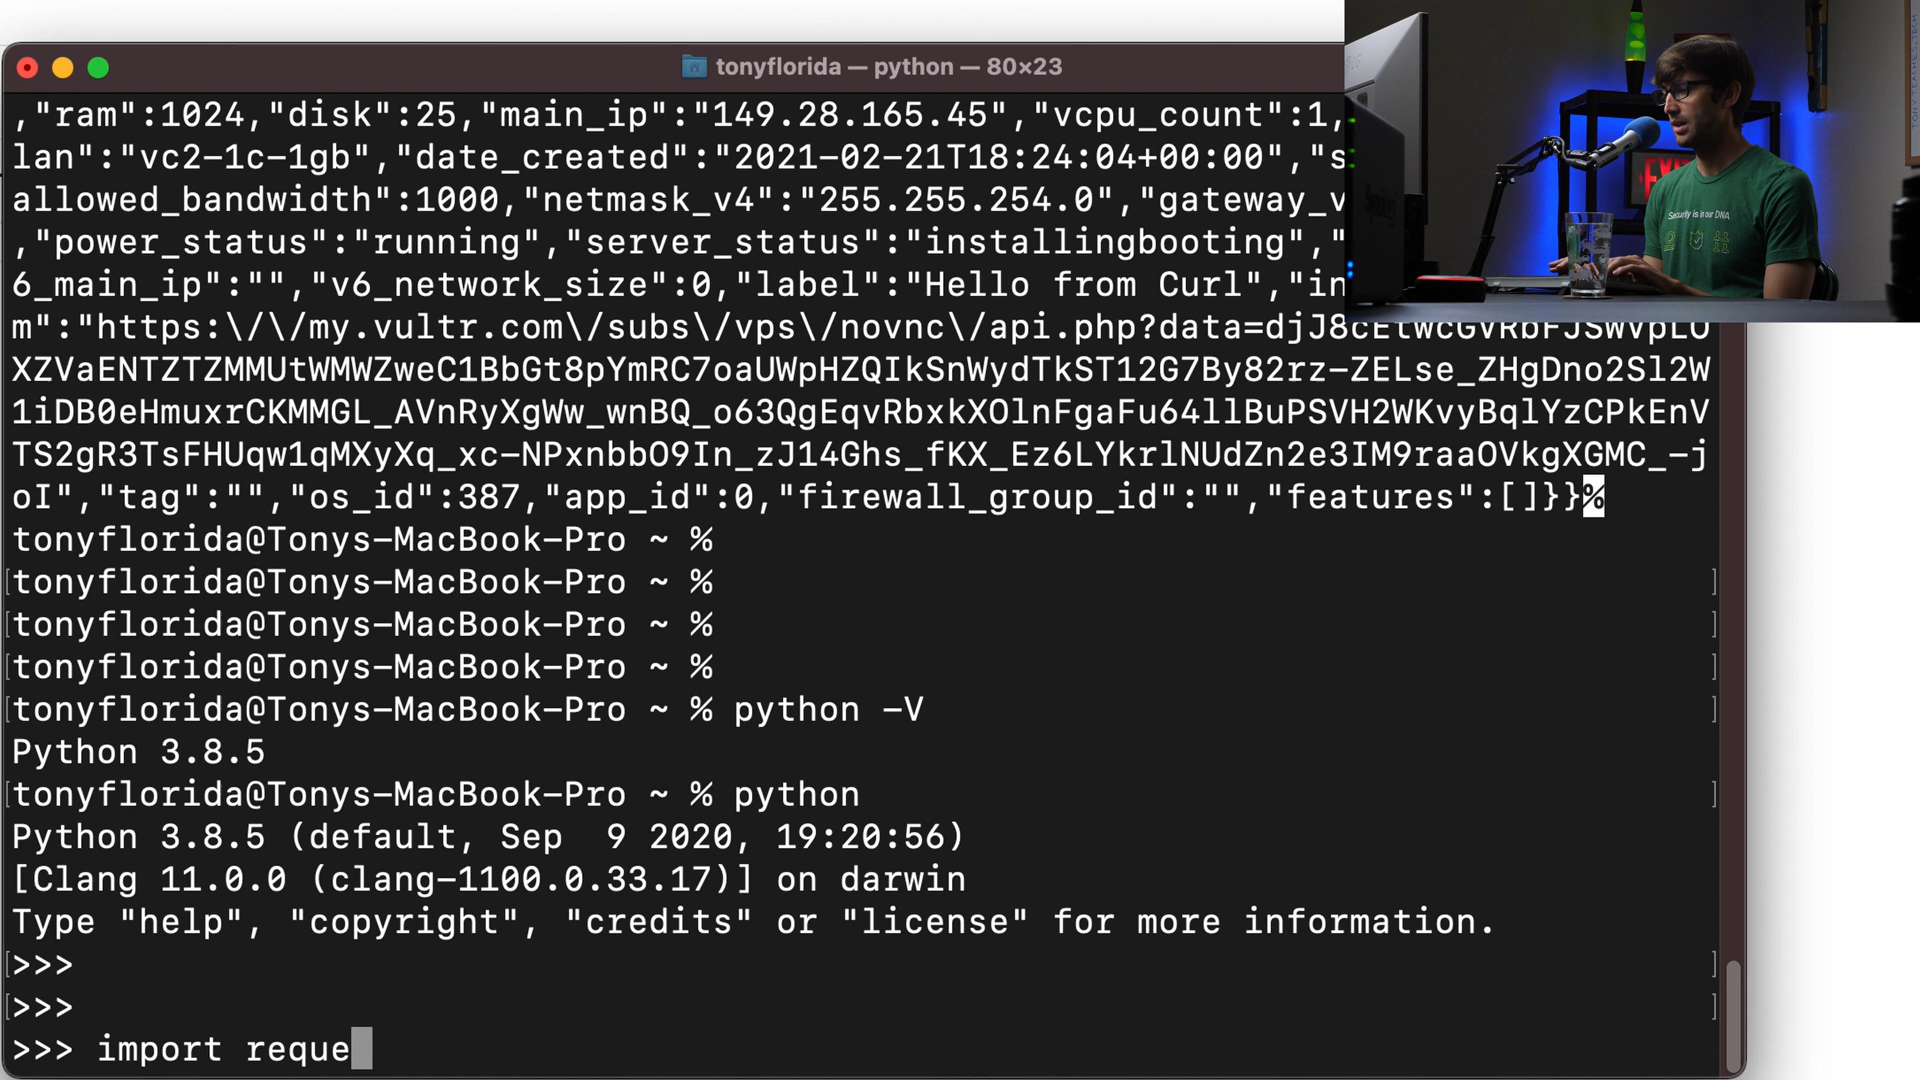 tonyflorida — python — 80×23
,"ram":1024,"disk":25,"main_ip":"149.28.165.45","vcpu_count":1,
lan":"vc2-1c-1gb","date_created":"2021-02-21T18:24:04+00:00","s
allowed_bandwidth":1000,"netmask_v4":"255.255.254.0","gateway_v
,"power_status":"running","server_status":"installingbooting","
6_main_ip":"","v6_network_size":0,"label":"Hello from Curl","in
m":"https:\/\/my.vultr.com\/subs\/vps\/novnc\/api.php?data=djJ8cEtwcGVRbFJSWVpLO
XZVaENTZTZMMUtWMWZweC1BbGt8pYmRC7oaUWpHZQIkSnWydTkST12G7By82rz-ZELse_ZHgDno2Sl2W
1iDB0eHmuxrCKMMGL_AVnRyXgWw_wnBQ_o63QgEqvRbxkXOlnFgaFu64llBuPSVH2WKvyBqlYzCPkEnV
TS2gR3TsFHUqw1qMXyXq_xc-NPxnbbO9In_zJ14Ghs_fKX_Ez6LYkrlNUdZn2e3IM9raaOVkgXGMC_-j
oI","tag":"","os_id":387,"app_id":0,"firewall_group_id":"","features":[]}}%
tonyflorida@Tonys-MacBook-Pro ~ %
tonyflorida@Tonys-MacBook-Pro ~ %
tonyflorida@Tonys-MacBook-Pro ~ %
tonyflorida@Tonys-MacBook-Pro ~ %
tonyflorida@Tonys-MacBook-Pro ~ % python -V
Python 3.8.5
tonyflorida@Tonys-MacBook-Pro ~ % python
Python 3.8.5 (default, Sep  9 2020, 19:20:56)
[Clang 11.0.0 (clang-1100.0.33.17)] on darwin
Type "help", "copyright", "credits" or "license" for more information.
>>>
>>>
>>> import reque
Security is in our DNA